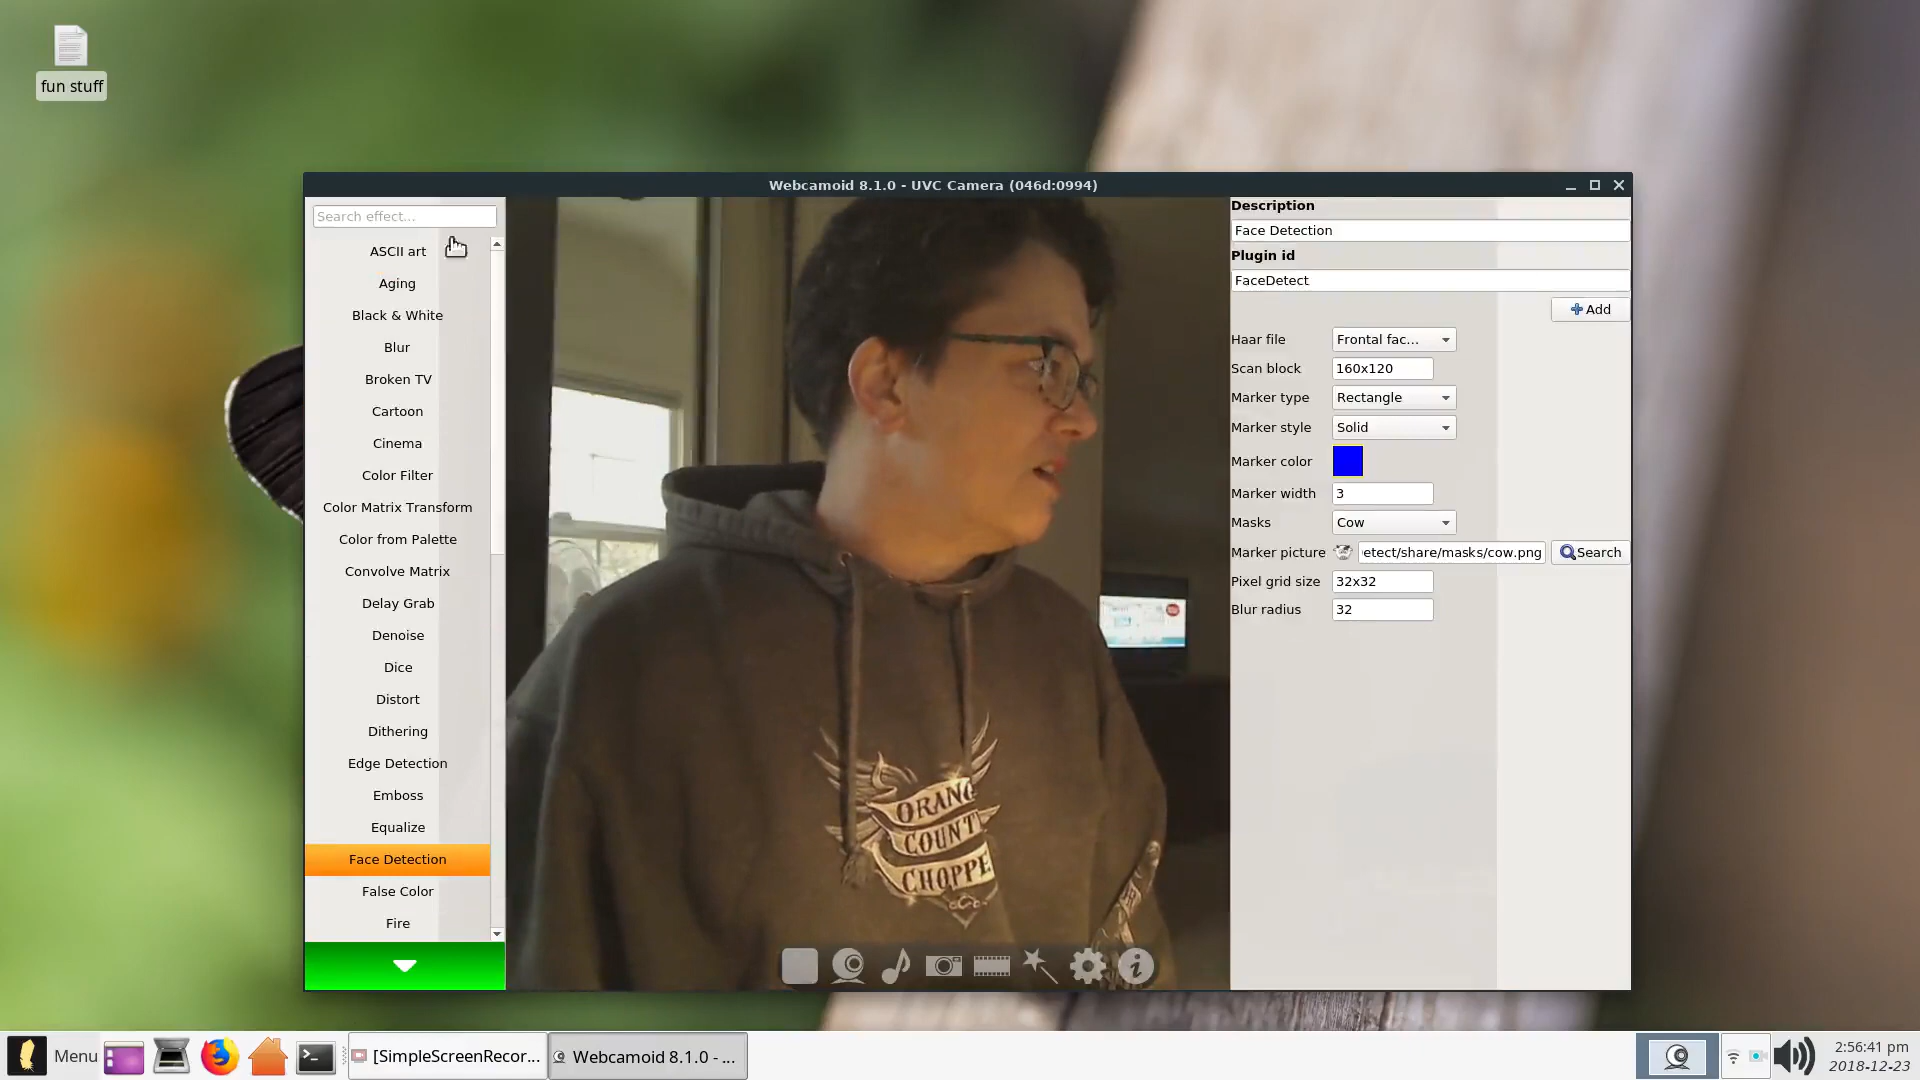 fun stuff
Webcamoid 8.1.0 - UVC Camera (046d:0994)
Search effect...
ASCII art
Aging
Black & White
Blur
Broken TV
Cartoon
Cinema
Color Filter
Color Matrix Transform
Color from Palette
Convolve Matrix
Delay Grab
Denoise
Dice
Distort
Dithering
Edge Detection
Emboss
Equalize
Face Detection
False Color
Fire
ORANG
COUNT
CHOPPE
Description
Face Detection
Plugin id
FaceDetect
Add
Haar file Frontal fac...
Scan block 160x120
Marker type Rectangle
Marker style Solid
Marker color
Marker width 3
Masks Cow
Marker picture etect/share/masks/cow.png Search
Pixel grid size 32x32
Blur radius 32
Menu [SimpleScreenRecor... Webcamoid 8.1.0 - ... 2:56:41 pm
2018-12-23